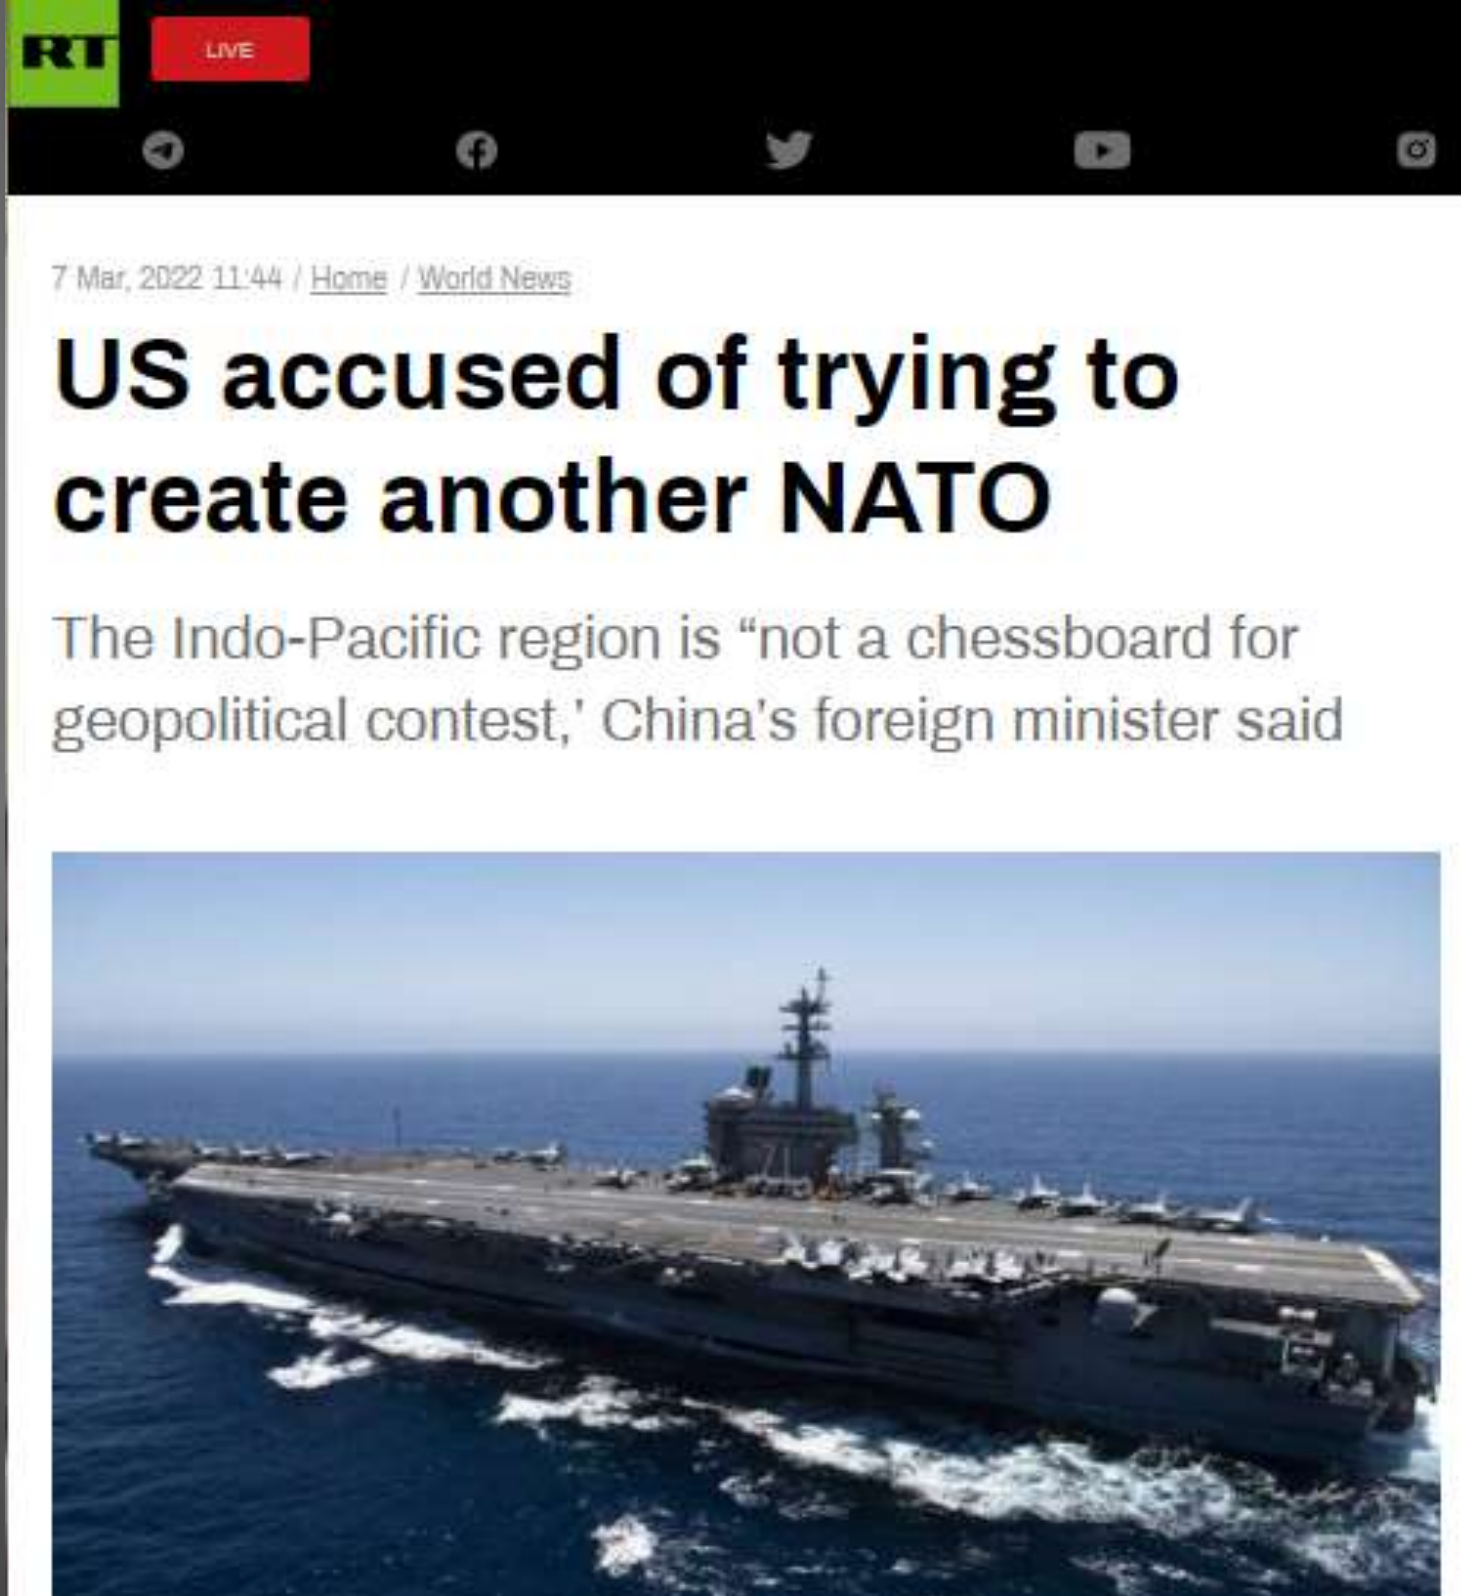 RT
LIVE
7 Mar, 2022 11:44 / Home / World News
US accused of trying to
create another NATO
The Indo-Pacific region is “not a chessboard for
geopolitical contest,’ China’s foreign minister said
71